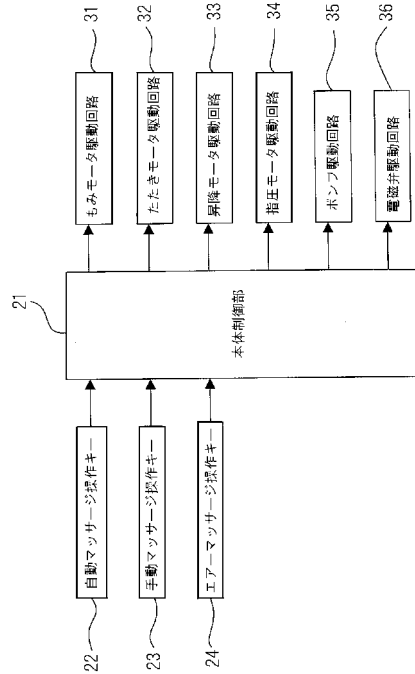 21
本体制御部
22
自動マッサージ操作キー
23
手動マッサージ操作キー
24
エアーマッサージ操作キー
もみモータ駆動回路
31
たたきモータ駆動回路
32
昇降モータ駆動回路
33
指圧モータ駆動回路
34
ポンプ駆動回路
35
電磁弁駆動回路
36